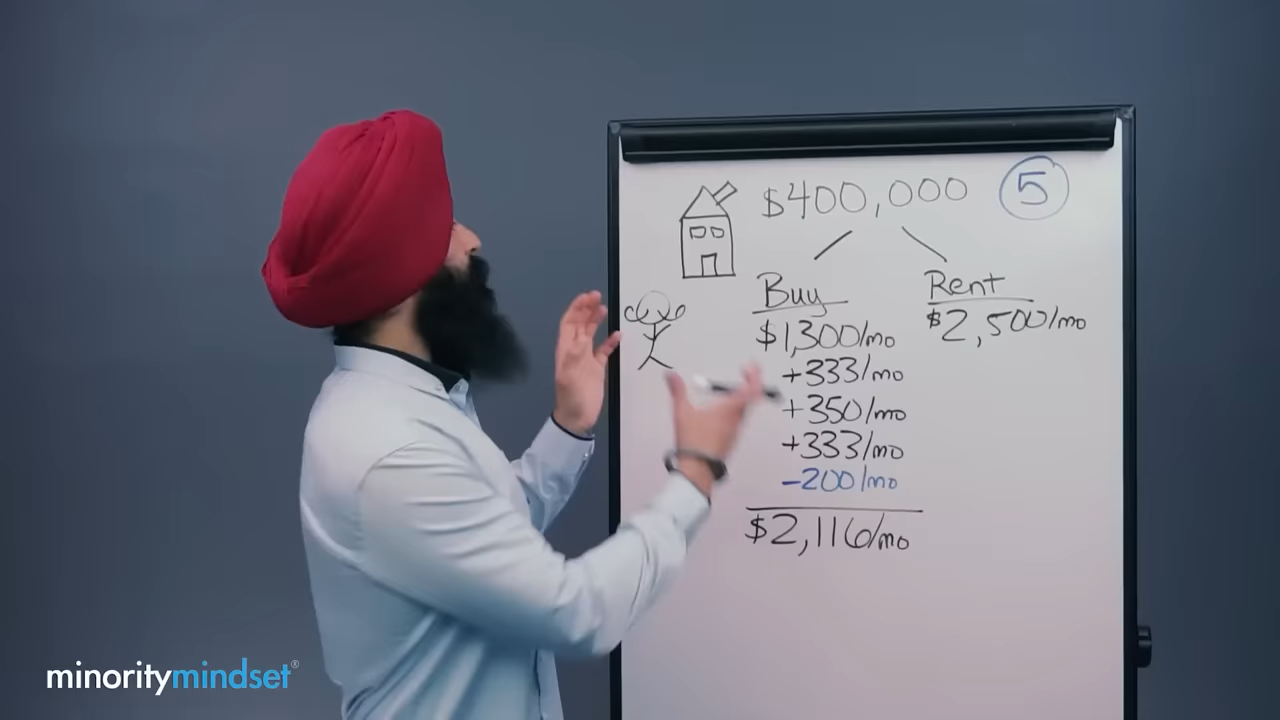 $400,000
5
Buy
$1,300/mo
+333/mo
+350/mo
+333/mo
-200/mo
$2,116/mo
Rent
$2,500/mo
minoritymindset®